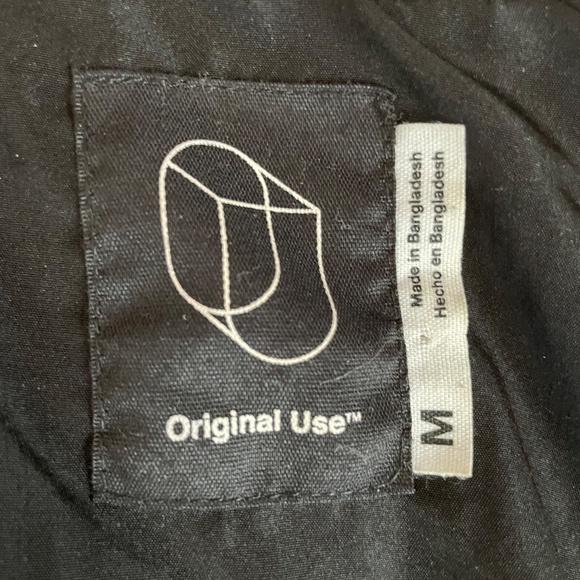 Original Use™
Made in Bangladesh
Hecho en Bangladesh
M